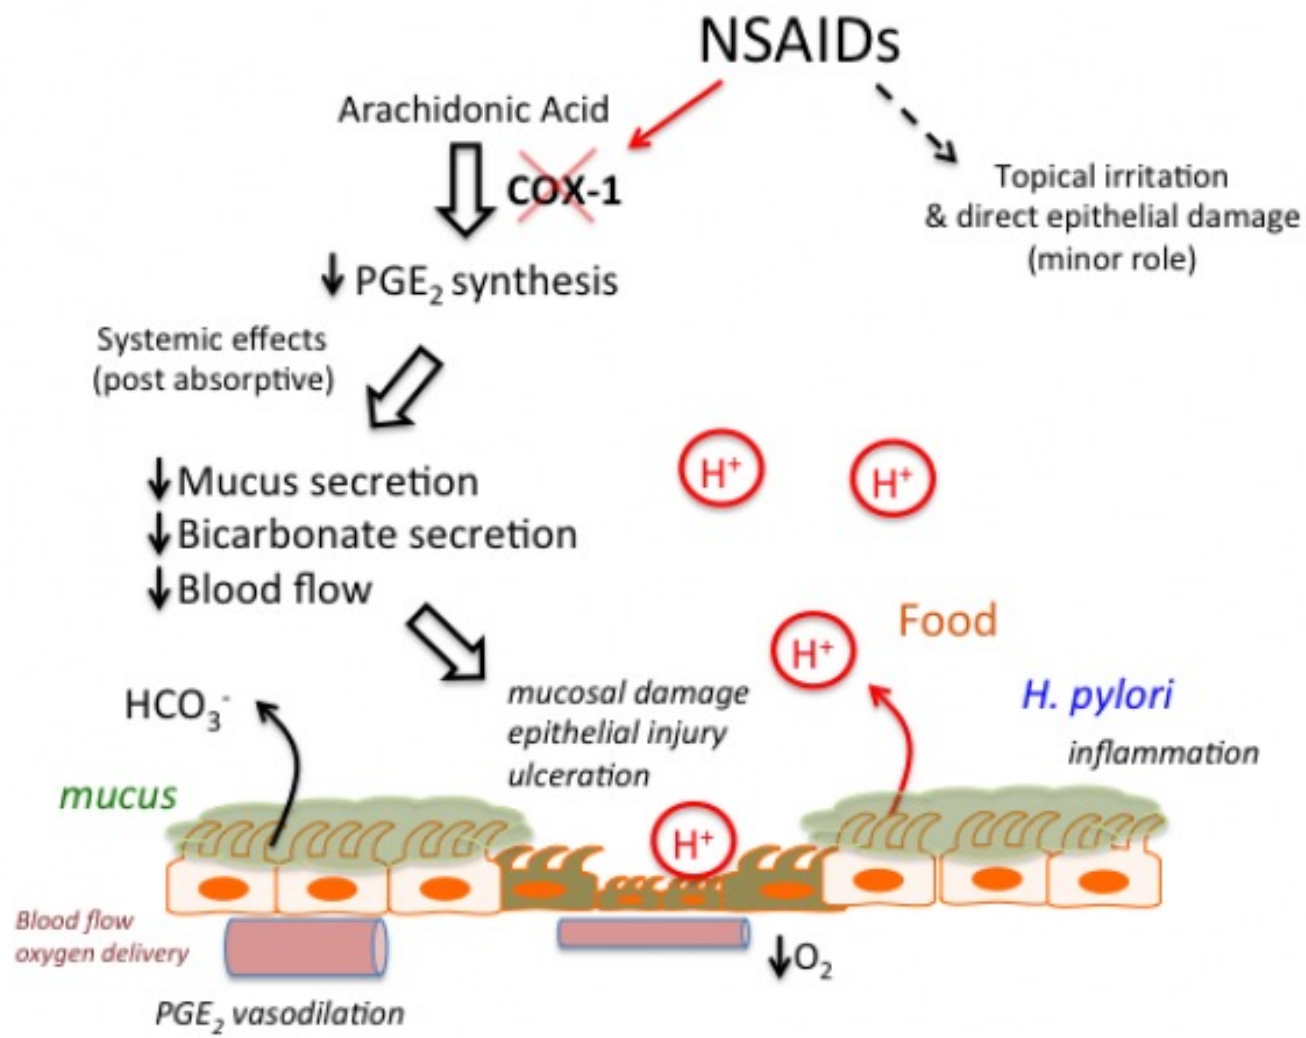 NSAIDs
Arachidonic Acid
COX-1
Topical irritation
& direct epithelial damage
(minor role)
↓ PGE₂ synthesis
Systemic effects
(post absorptive)
↓ Mucus secretion
↓ Bicarbonate secretion
↓ Blood flow
H⁺
H⁺
H⁺
Food
HCO₃⁻
mucosal damage
epithelial injury
ulceration
H. pylori
inflammation
mucus
H⁺
Blood flow
oxygen delivery
↓O₂
PGE₂ vasodilation